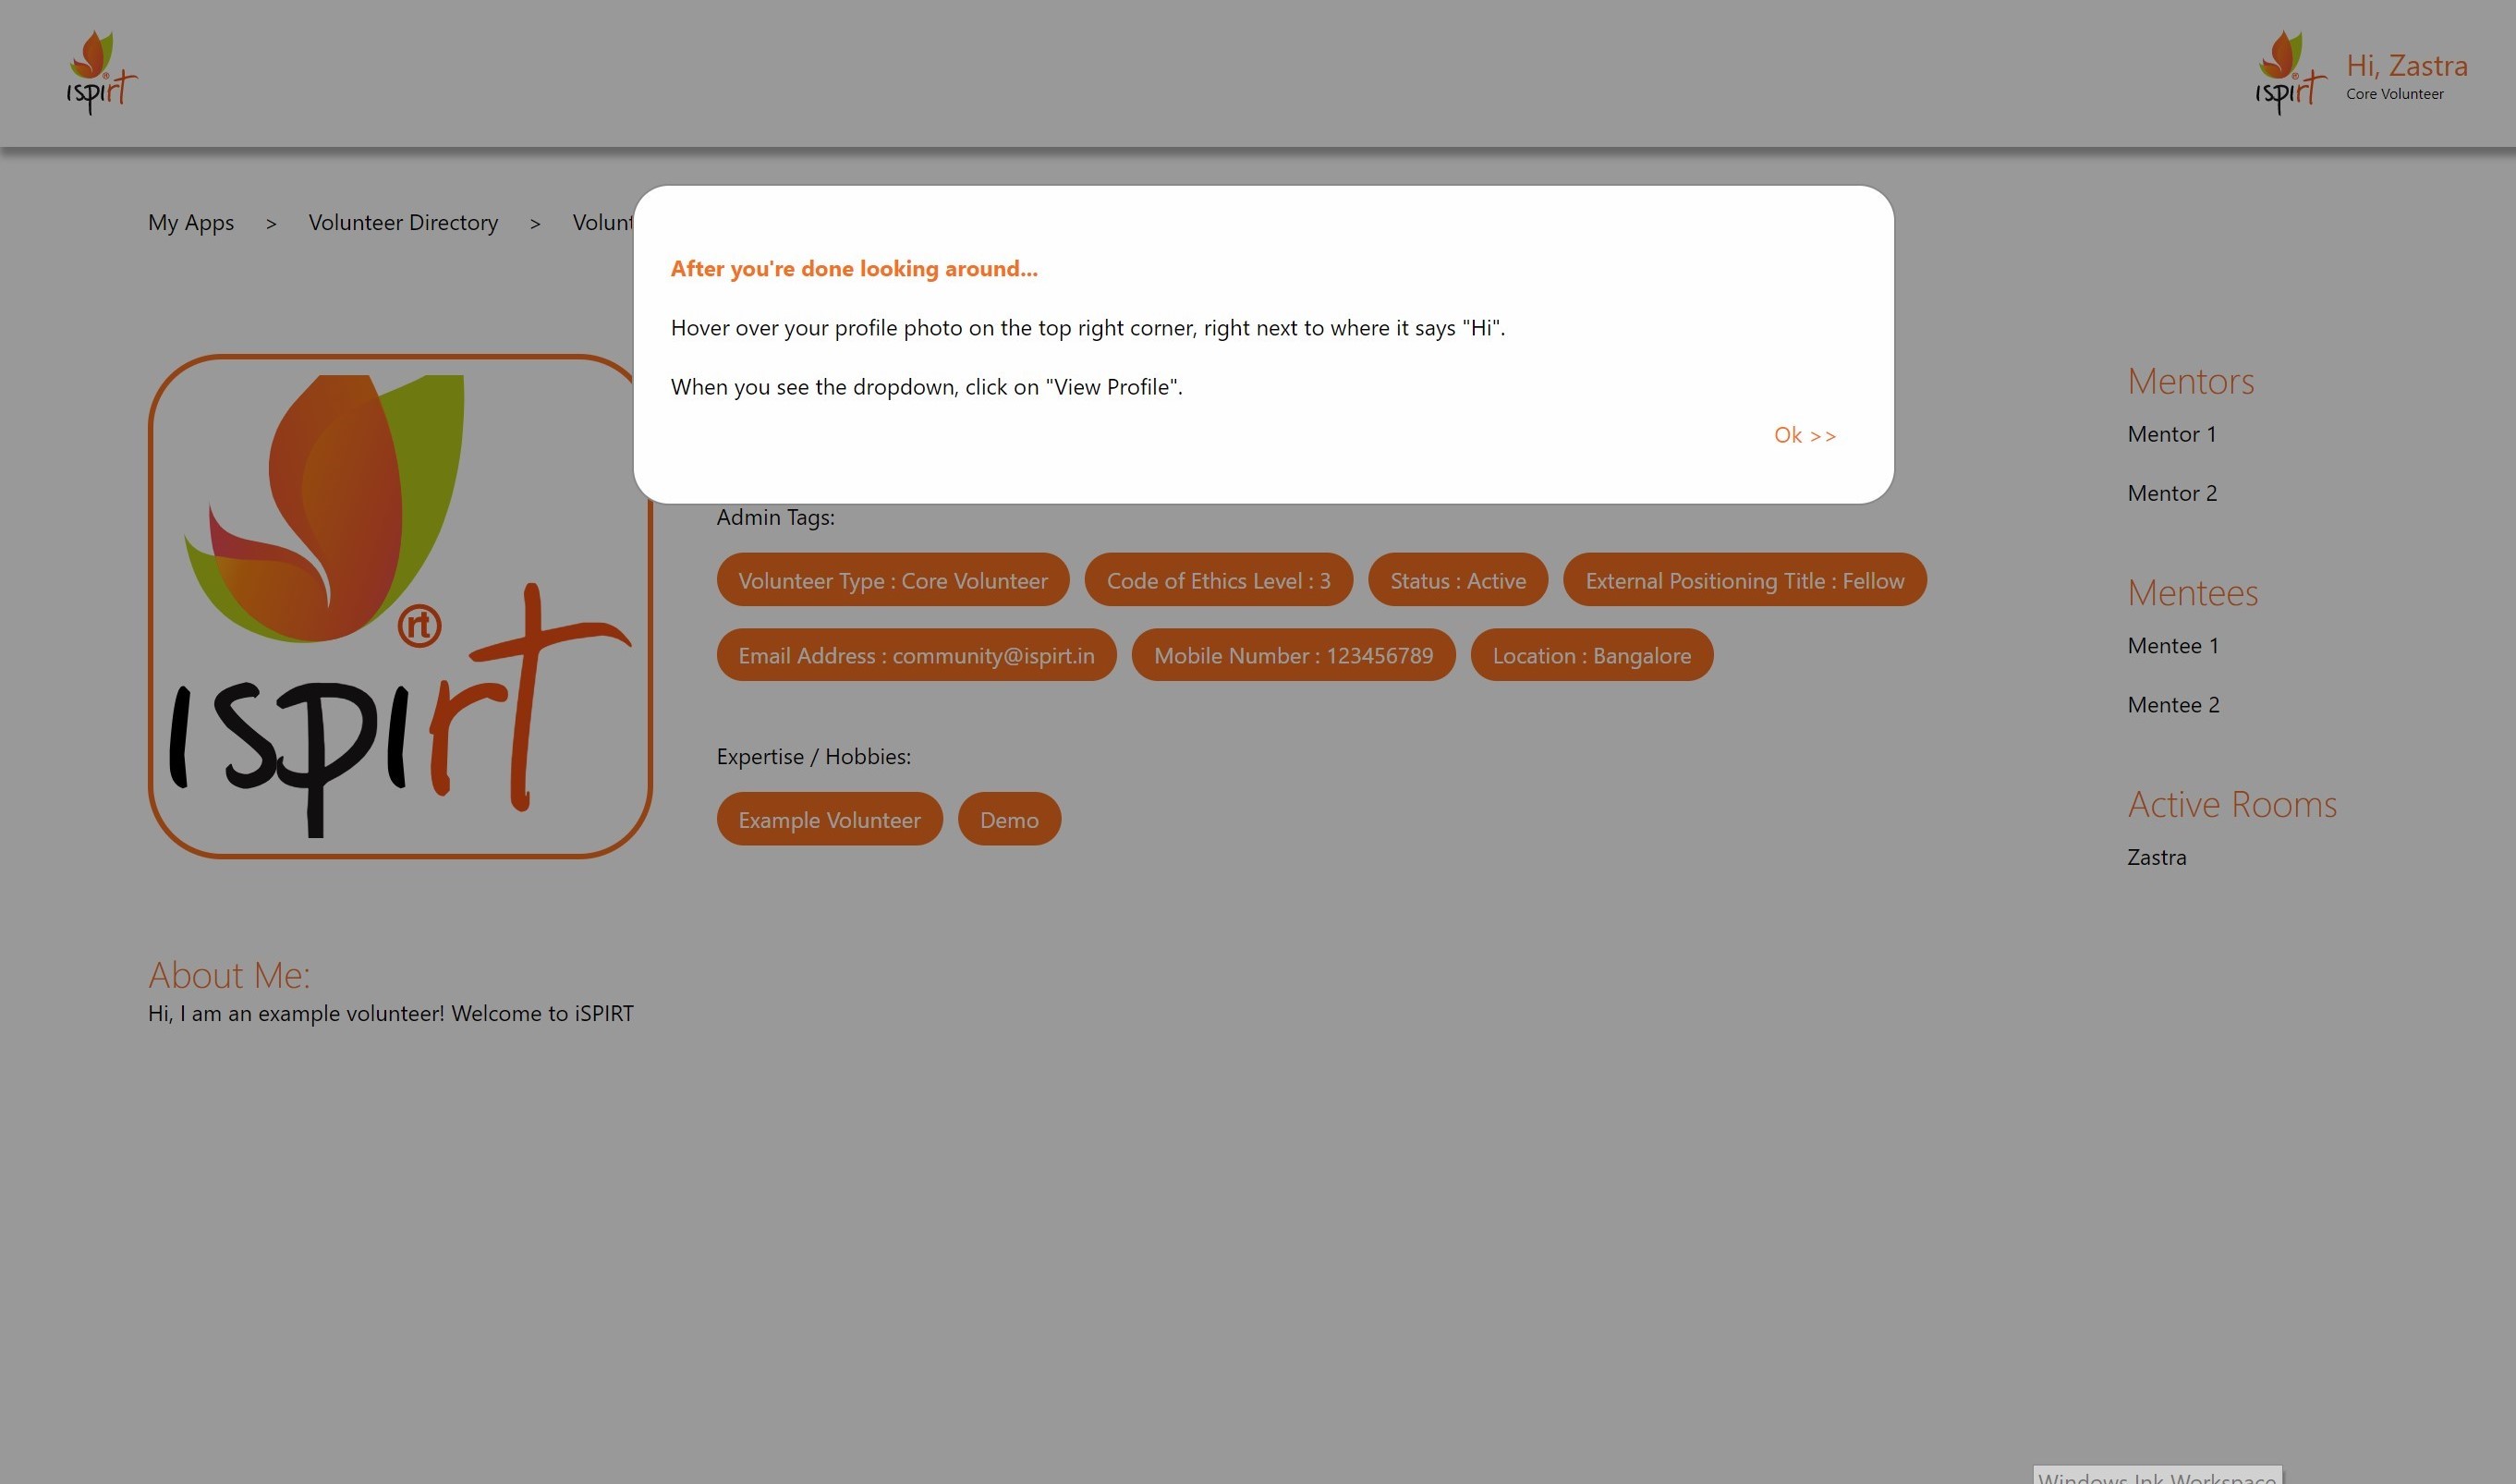 ispirt
ispirt
Hi, Zastra
Core Volunteer
My Apps > Volunteer Directory >
After you're done looking around...
Hover over your profile photo on the top right corner, right next to where it says "Hi".
When you see the dropdown, click on "View Profile".
Ok >>
rt
ispirt
Admin Tags:
Volunteer Type : Core Volunteer Code of Ethics Level : 3 Status : Active External Positioning Title : Fellow
Email Address : community@ispirt.in Mobile Number : 123456789 Location : Bangalore
Expertise / Hobbies:
Example Volunteer Demo
Mentors
Mentor 1
Mentor 2
Mentees
Mentee 1
Mentee 2
Active Rooms
Zastra
About Me:
Hi, I am an example volunteer! Welcome to iSPIRT
Windows Ink Workspace